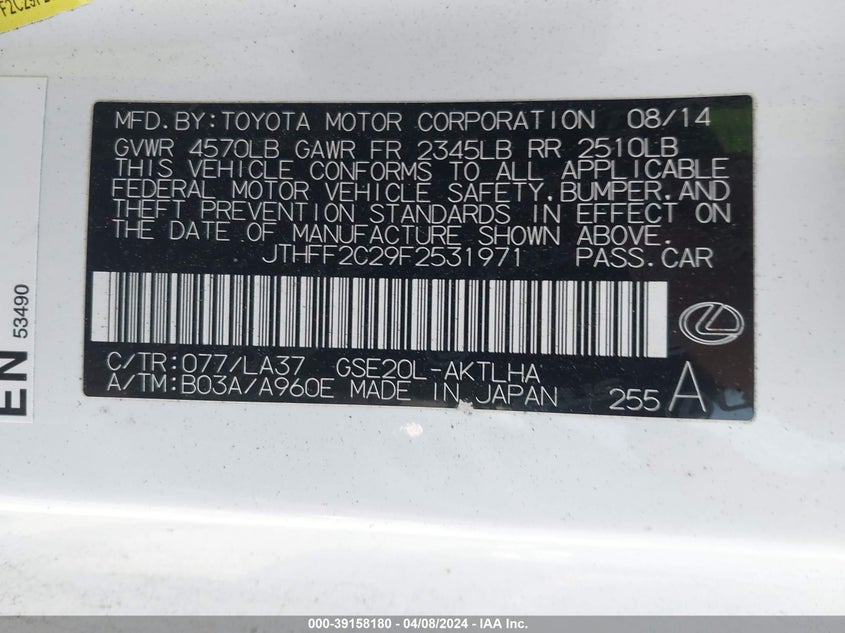 MFD.BY:TOYOTA MOTOR CORPORATION 08/14
GVWR 4570LB GAWR FR 2345LB RR 2510LB
THIS VEHICLE CONFORMS TO ALL APPLICABLE
FEDERAL MOTOR VEHICLE SAFETY,BUMPER,AND
THEFT PREVENTION STANDARDS IN EFFECT ON
THE DATE OF MANUFACTURE SHOWN ABOVE.
JTHFF2C29F2531971 PASS.CAR
C/TR:077/LA37 GSE20L-AKTLHA
A/TM:B03A/A960E MADE IN JAPAN 255 A
EN 53490
000-39158180 - 04/08/2024 - IAA Inc.